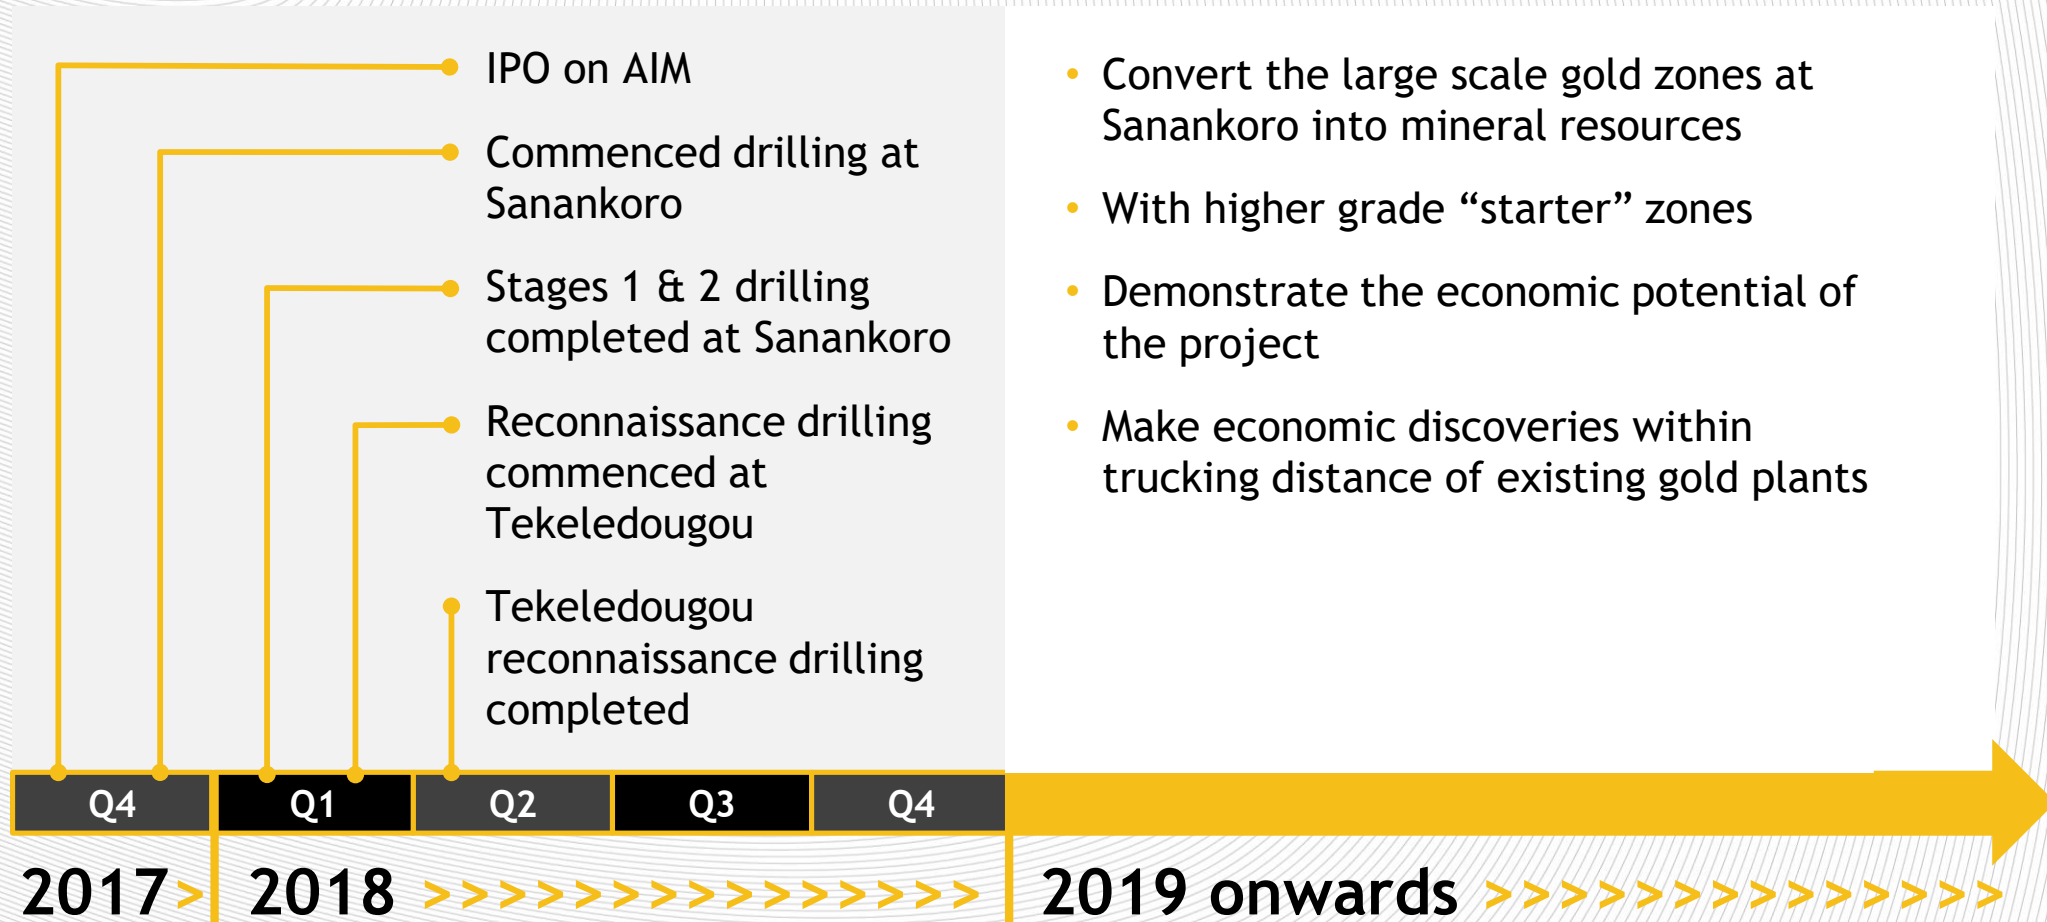 IPO on AIM
Commenced drilling at
Sanankoro
Stages 1 & 2 drilling
completed at Sanankoro
Reconnaissance drilling
commenced at
Tekeledougou
Tekeledougou
reconnaissance drilling
completed
• Convert the large scale gold zones at
Sanankoro into mineral resources
• With higher grade “starter” zones
• Demonstrate the economic potential of
the project
• Make economic discoveries within
trucking distance of existing gold plants
Q4 Q1 Q2 Q3 Q4
2017> 2018 >>>>>>>>>>>>>>> 2019 onwards >>>>>>>>>>>>>>